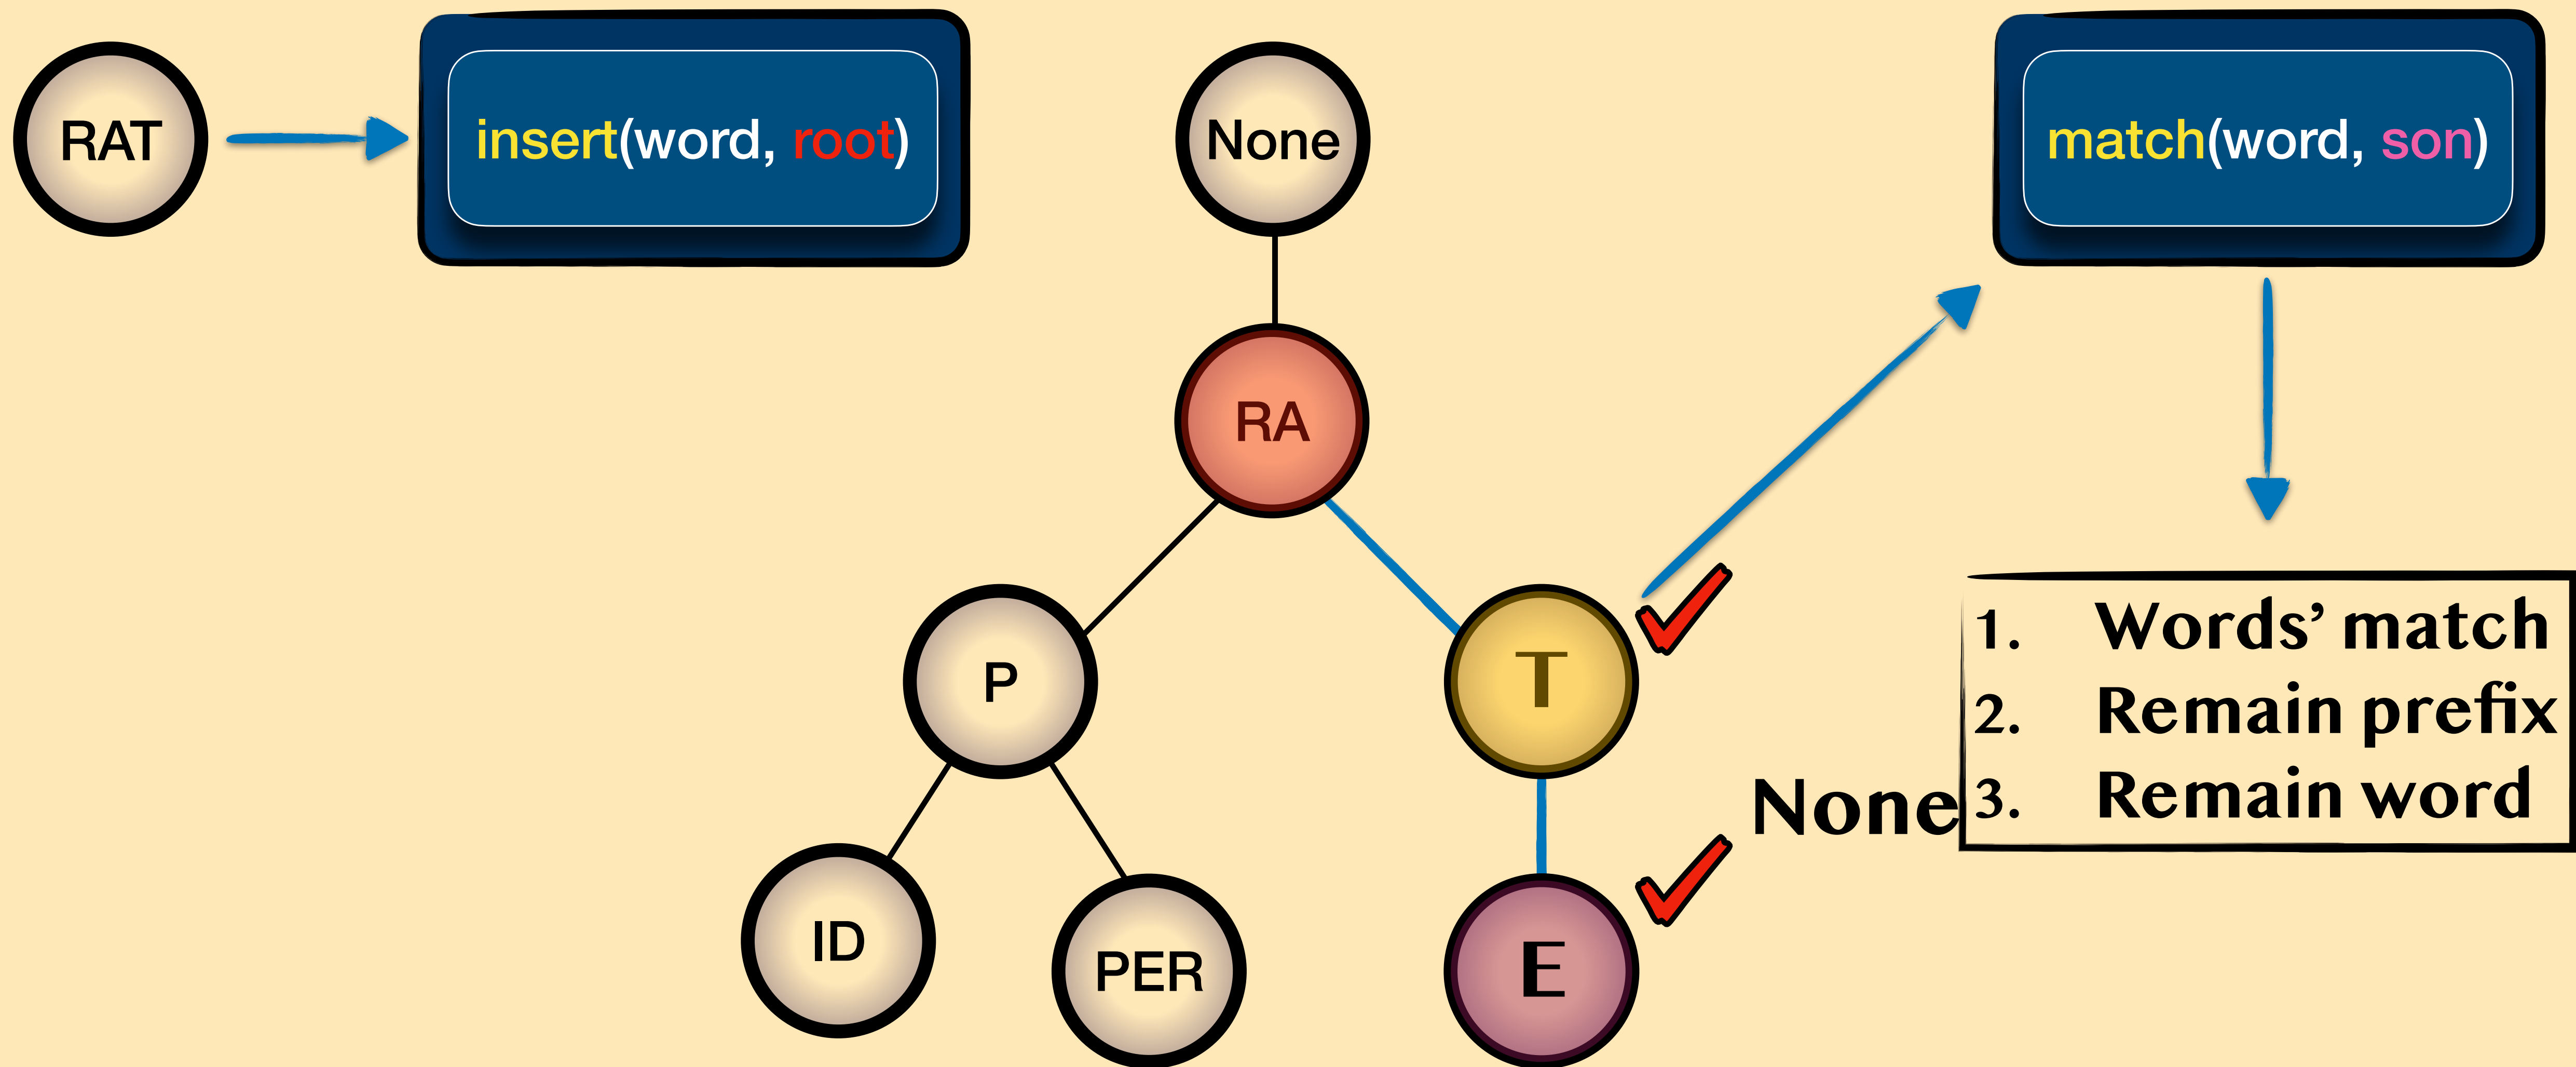 RAT
insert(word, root)
None
match(word, son)
RA
P
T
1. Words’ match
2. Remain prefix
3. Remain word
None
ID
PER
E